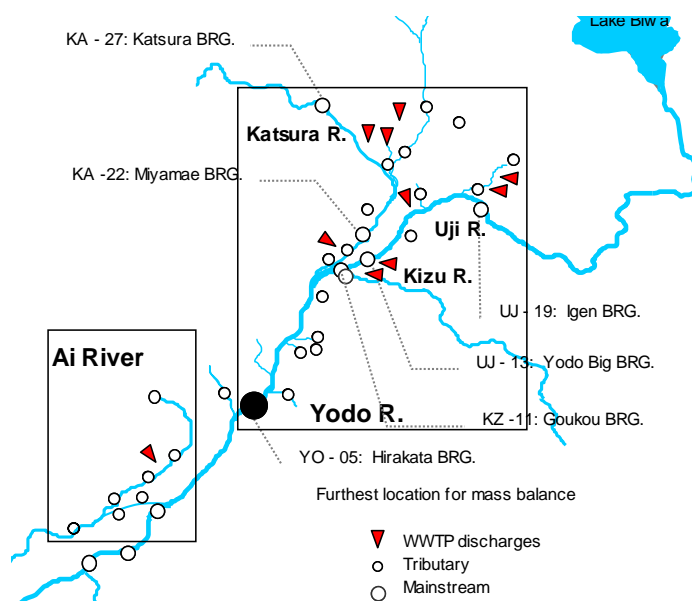 Lake Biwa
KA - 27: Katsura BRG.
Katsura R.
KA -22: Miyamae BRG.
Uji R.
Kizu R.
UJ - 19: Igen BRG.
Ai River
UJ - 13: Yodo Big BRG.
Yodo R.
KZ -11: Goukou BRG.
YO - 05: Hirakata BRG.
Furthest location for mass balance
WWTP discharges
Tributary
Mainstream